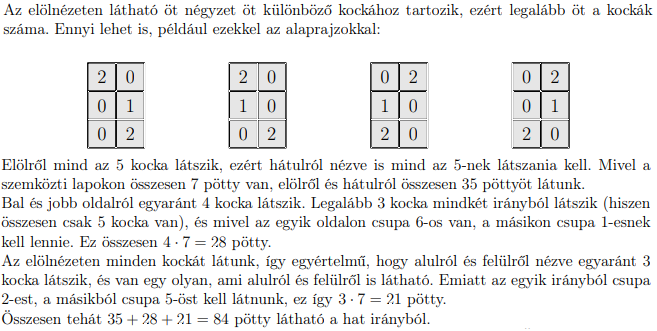 Az elölnézeten látható öt négyzet öt különböző kockához tartozik, ezért legalább öt a kockák
száma. Ennyi lehet is, például ezekkel az alaprajzokkal:
2 0 2 0 0 2 0 2
0 1 1 0 1 0 0 1
0 2 0 2 2 0 2 0
Elölről mind az 5 kocka látszik, ezért hátulról nézve is mind az 5-nek látszania kell. Mivel a
szemközti lapokon összesen 7 pötty van, elölről és hátulról összesen 35 pöttyöt látunk.
Bal és jobb oldalról egyaránt 4 kocka látszik. Legalább 3 kocka mindkét irányból látszik (hiszen
összesen csak 5 kocka van), és mivel az egyik oldalon csupa 6-os van, a másikon csupa 1-esnek
kell lennie. Ez összesen 4 · 7 = 28 pötty.
Az elölnézeten minden kockát látunk, így egyértelmű, hogy alulról és felülről nézve egyaránt 3
kocka látszik, és van egy olyan, ami alulról és felülről is látható. Emiatt az egyik irányból csupa
2-est, a másikból csupa 5-öst kell látnunk, ez így 3 · 7 = 21 pötty.
Összesen tehát 35 + 28 + 21 = 84 pötty látható a hat irányból.